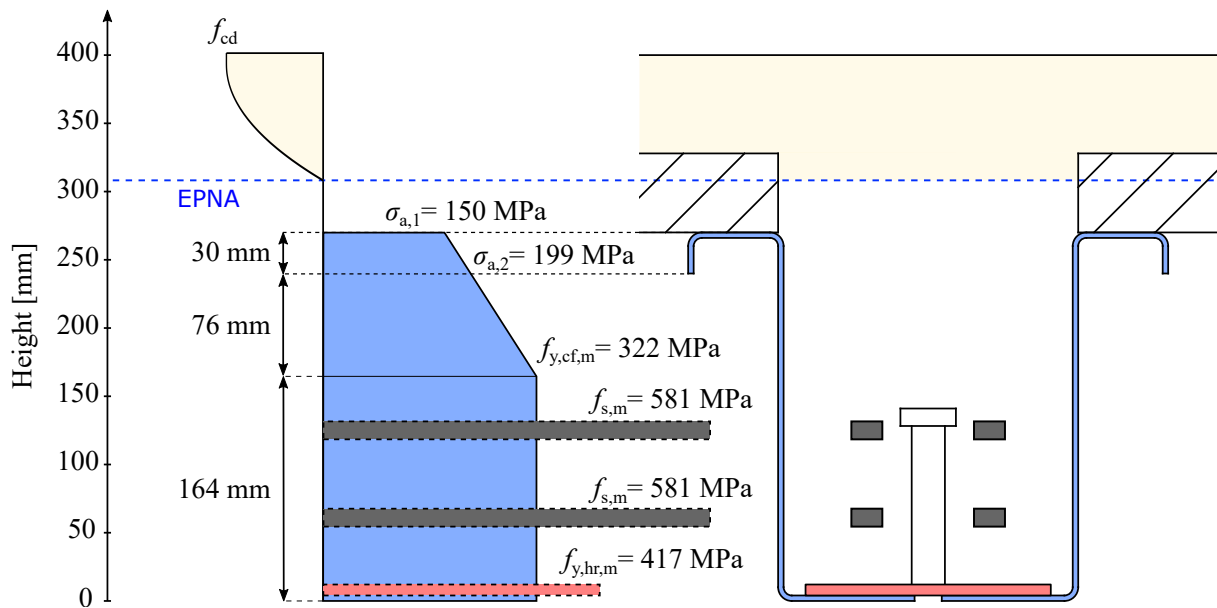 f_cd
400
350
300
EPNA
σ_a,1= 150 MPa
30 mm
250
σ_a,2= 199 MPa
76 mm
200
f_y,cf,m= 322 MPa
150
f_s,m= 581 MPa
100
164 mm
f_s,m= 581 MPa
50
f_y,hr,m= 417 MPa
0
Height [mm]